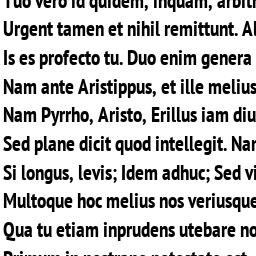 Tuo vero id quidem, inquam, arbitr
Urgent tamen et nihil remittunt. Al
Is es profecto tu. Duo enim genera
Nam ante Aristippus, et ille melius
Nam Pyrrho, Aristo, Erillus iam diu
Sed plane dicit quod intellegit. Nam
Si longus, levis; Idem adhuc; Sed vi
Multoque hoc melius nos veriusque
Qua tu etiam inprudens utebare no